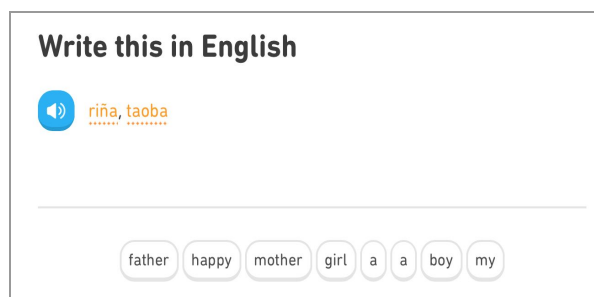 Write this in English
riña, taoba
father happy mother girl a a boy my